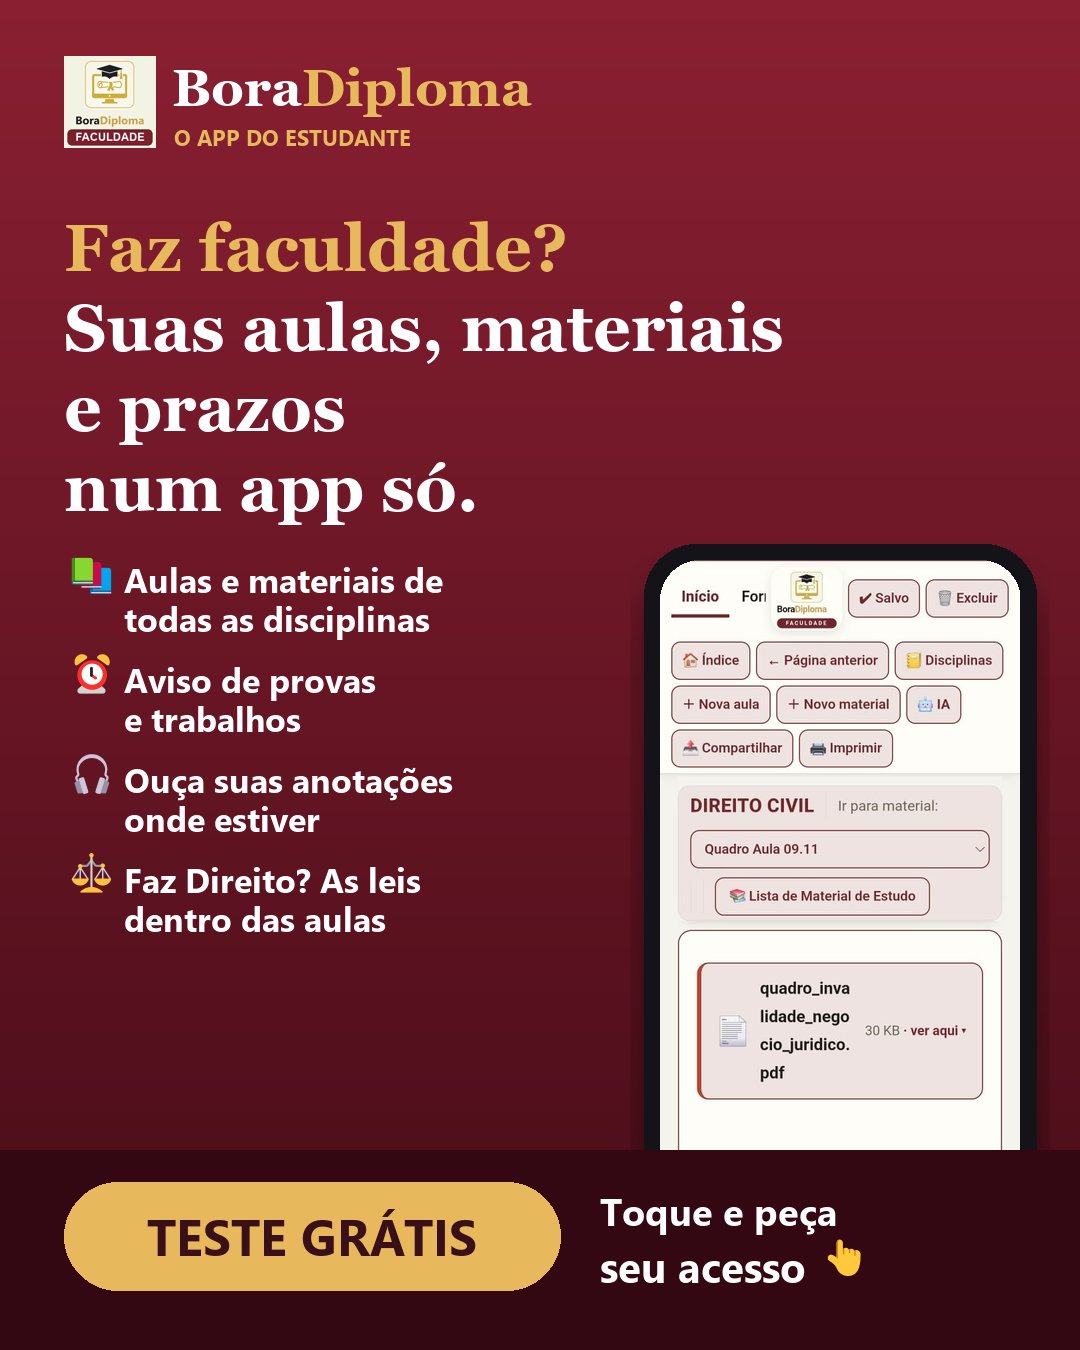 BoraDiploma
FACULDADE
BoraDiploma
O APP DO ESTUDANTE
Faz faculdade?
Suas aulas, materiais
e prazos
num app só.
Aulas e materiais de
todas as disciplinas
Aviso de provas
e trabalhos
Ouça suas anotações
onde estiver
Faz Direito? As leis
dentro das aulas
Início For BoraDiploma FACULDADE ✔ Salvo Excluir
Índice ← Página anterior Disciplinas
+ Nova aula + Novo material IA
Compartilhar Imprimir
DIREITO CIVIL Ir para material:
Quadro Aula 09.11
Lista de Material de Estudo
quadro_inva
lidade_nego
cio_juridico.
pdf
30 KB · ver aqui ▾
TESTE GRÁTIS
Toque e peça
seu acesso